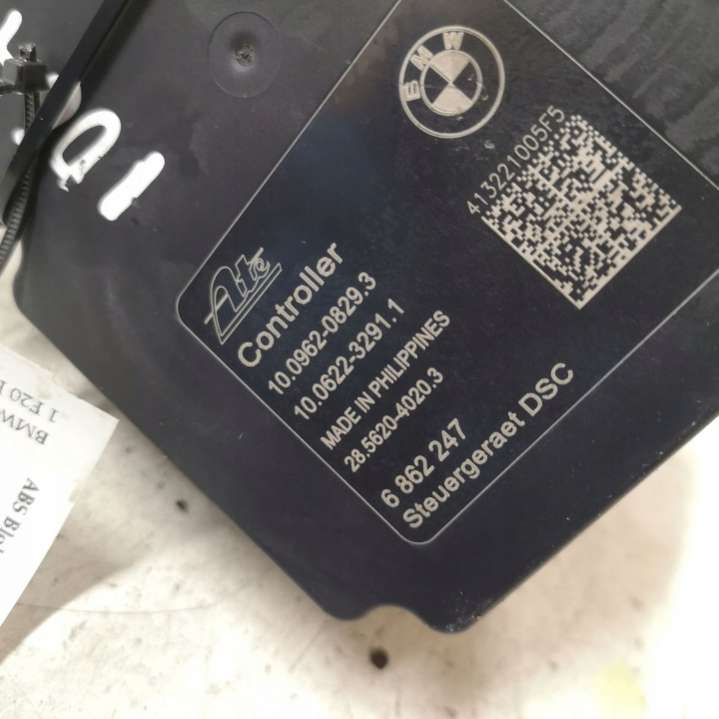 BMW
413221005F5
Ate
Controller
10.0962-0829.3
10.0622-3291.1
MADE IN PHILIPPINES
28.5620-4020.3
6 862 247
Steuergeraet DSC
BMW
1 F20
ABS